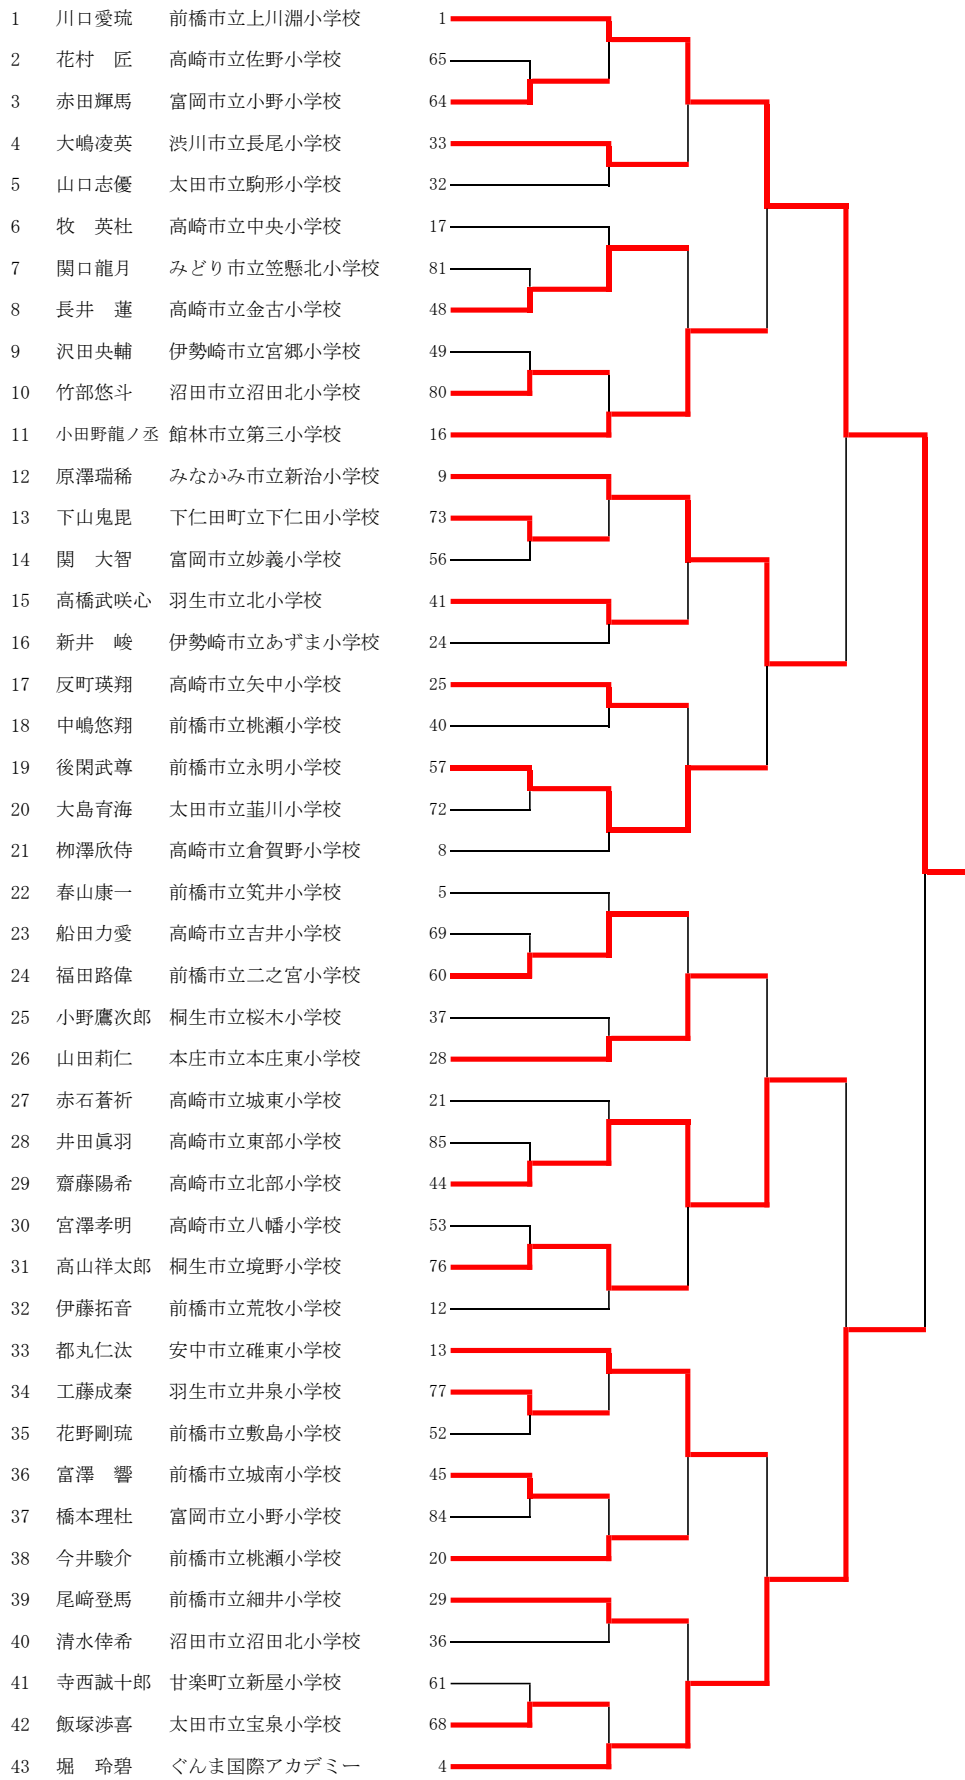 1 川口愛琉 前橋市立上川淵小学校 1
2 花村　匠 高崎市立佐野小学校 65
3 赤田輝馬 富岡市立小野小学校 64
4 大嶋凌英 渋川市立長尾小学校 33
5 山口志優 太田市立駒形小学校 32
6 牧　英杜 高崎市立中央小学校 17
7 関口龍月 みどり市立笠懸北小学校 81
8 長井　蓮 高崎市立金古小学校 48
9 沢田央輔 伊勢崎市立宮郷小学校 49
10 竹部悠斗 沼田市立沼田北小学校 80
11 小田野龍ノ丞 館林市立第三小学校 16
12 原澤瑞稀 みなかみ市立新治小学校 9
13 下山鬼毘 下仁田町立下仁田小学校 73
14 関　大智 富岡市立妙義小学校 56
15 高橋武咲心 羽生市立北小学校 41
16 新井　峻 伊勢崎市立あずま小学校 24
17 反町瑛翔 高崎市立矢中小学校 25
18 中嶋悠翔 前橋市立桃瀬小学校 40
19 後閑武尊 前橋市立永明小学校 57
20 大島育海 太田市立韮川小学校 72
21 栁澤欣侍 高崎市立倉賀野小学校 8
22 春山康一 前橋市立筑井小学校 5
23 船田力愛 高崎市立吉井小学校 69
24 福田路偉 前橋市立二之宮小学校 60
25 小野鷹次郎 桐生市立桜木小学校 37
26 山田莉仁 本庄市立本庄東小学校 28
27 赤石蒼祈 高崎市立城東小学校 21
28 井田眞羽 高崎市立東部小学校 85
29 齋藤陽希 高崎市立北部小学校 44
30 宮澤孝明 高崎市立八幡小学校 53
31 高山祥太郎 桐生市立境野小学校 76
32 伊藤拓音 前橋市立荒牧小学校 12
33 都丸仁汰 安中市立碓東小学校 13
34 工藤成秦 羽生市立井泉小学校 77
35 花野剛琉 前橋市立敷島小学校 52
36 富澤　響 前橋市立城南小学校 45
37 橋本理杜 富岡市立小野小学校 84
38 今井駿介 前橋市立桃瀬小学校 20
39 尾﨑登馬 前橋市立細井小学校 29
40 清水倖希 沼田市立沼田北小学校 36
41 寺西誠十郎 甘楽町立新屋小学校 61
42 飯塚渉喜 太田市立宝泉小学校 68
43 堀　玲碧 ぐんま国際アカデミー 4